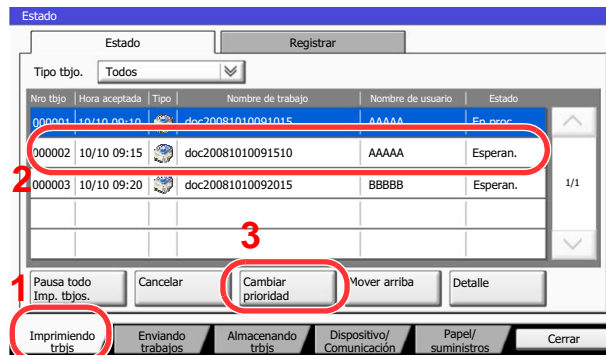 Estado
Estado Registrar
Tipo tbjo. Todos
Nro tbjo Hora aceptada Tipo Nombre de trabajo Nombre de usuario Estado
000001 10/10 09:10 doc20081010091015 AAAAA En proc.
000002 10/10 09:15 doc20081010091510 AAAAA Esperan.
2
000003 10/10 09:20 doc20081010092015 BBBBB Esperan. 1/1
3
1
Pausa todo Cancelar Cambiar Mover arriba Detalle
Imp. tbjos. prioridad
Imprimiendo Enviando Almacenando Dispositivo/ Papel/ Cerrar
trbjs trabajos trbjs Comunicación suministros